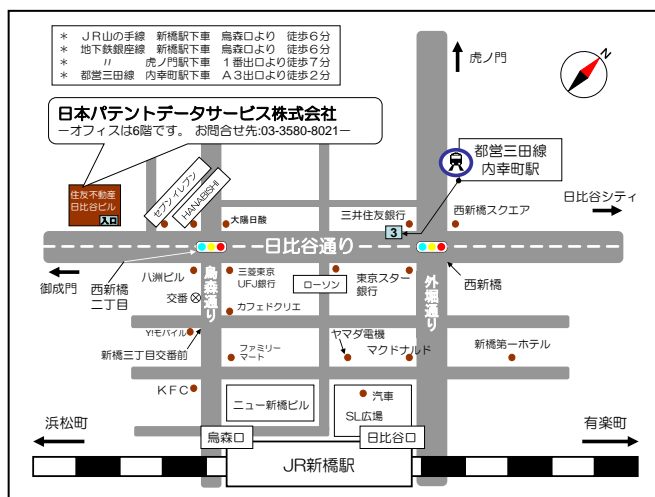 ＊ ＪＲ山の手線 新橋駅下車 烏森口より 徒歩６分
＊ 地下鉄銀座線 新橋駅下車 烏森口より 徒歩６分
＊ 〃 虎ノ門駅下車 １番出口より徒歩７分
＊ 都営三田線 内幸町駅下車 Ａ３出口より徒歩２分
虎ノ門
N
日本パテントデータサービス株式会社
－オフィスは6階です。 お問合せ先:03-3580-8021－
都営三田線
内幸町駅
住友不動産
日比谷ビル
入口
セブンイレブン
HANABISHI
大陽日酸
三井住友銀行
3
西新橋スクエア
日比谷シティ
日比谷通り
御成門
西新橋
二丁目
八洲ビル
交番
烏森通り
三菱東京
UFJ銀行
カフェドクリエ
ローソン
東京スター
銀行
外堀通り
西新橋
Y!モバイル
新橋三丁目交番前
ファミリー
マート
ヤマダ電機
マクドナルド
新橋第一ホテル
ＫＦＣ
ニュー新橋ビル
汽車
SL広場
浜松町
烏森口
日比谷口
有楽町
JR新橋駅